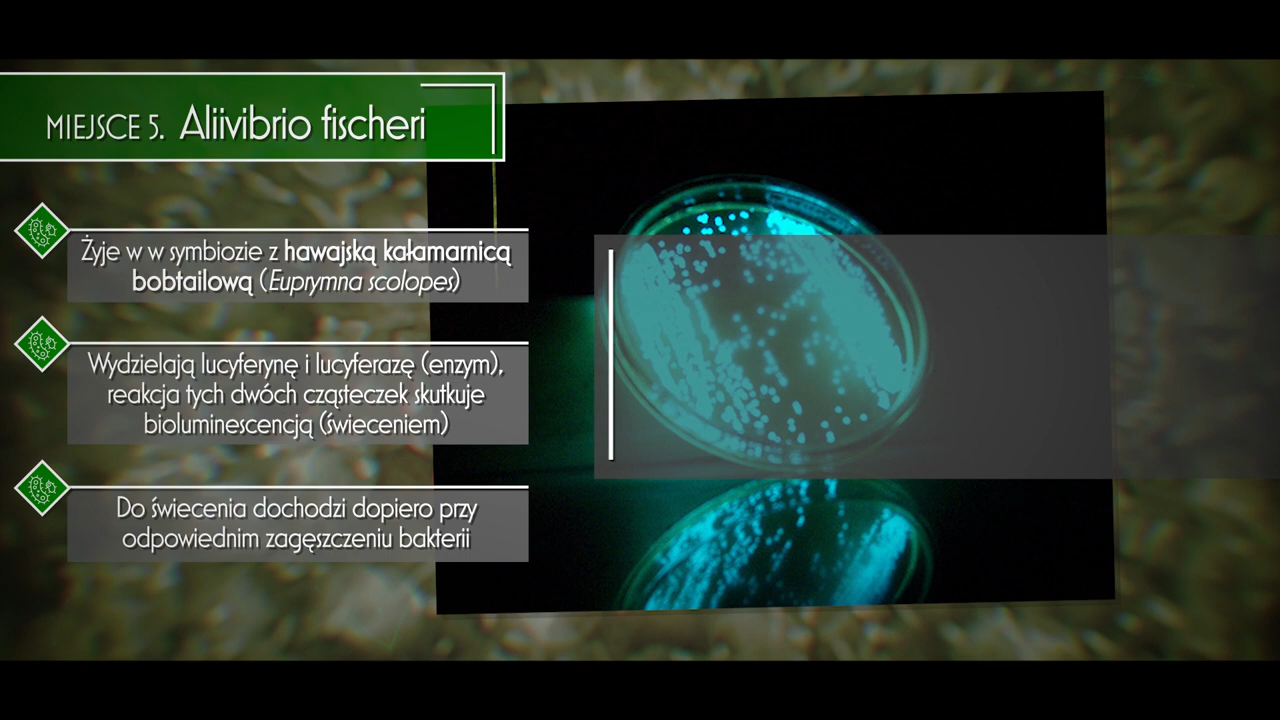 MIEJSCE 5. Aliivibrio fischeri
Żyje w w symbiozie z hawajską kałamarnicą
bobtailową (Euprymna scolopes)
Wydzielają lucyferynę i lucyferazę (enzym),
reakcja tych dwóch cząsteczek skutkuje
bioluminescencją (świeceniem)
Do świecenia dochodzi dopiero przy
odpowiednim zagęszczeniu bakterii